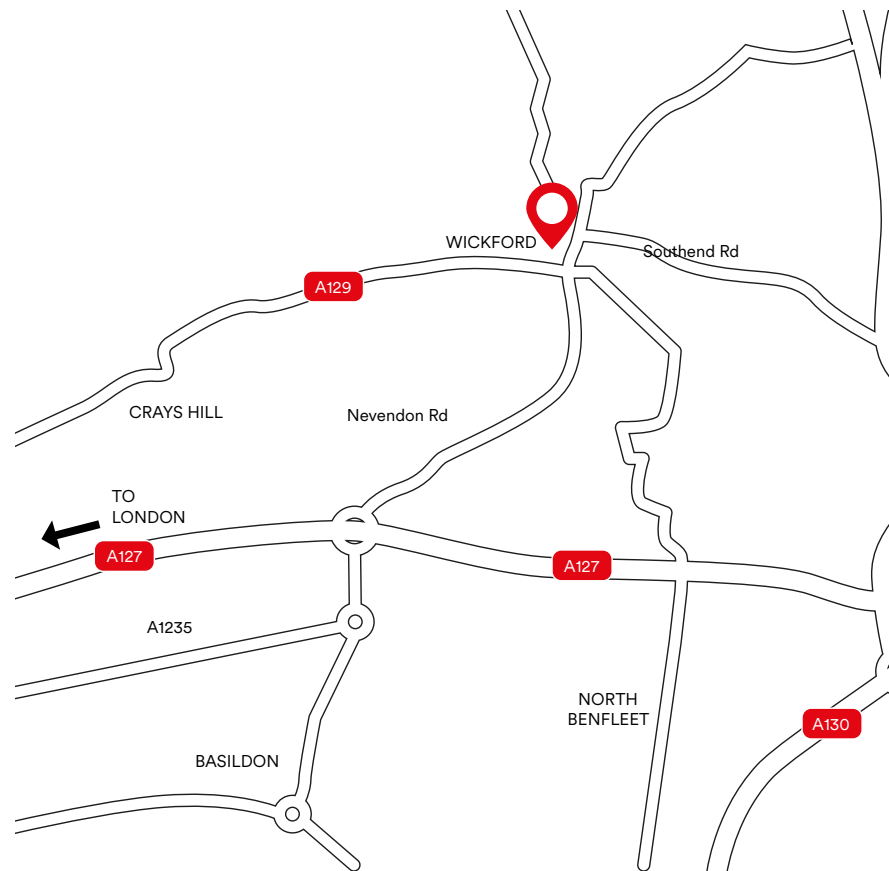 WICKFORD
Southend Rd
A129
CRAYS HILL
Nevendon Rd
TO
LONDON
A127
A127
A1235
NORTH
BENFLEET
A130
BASILDON